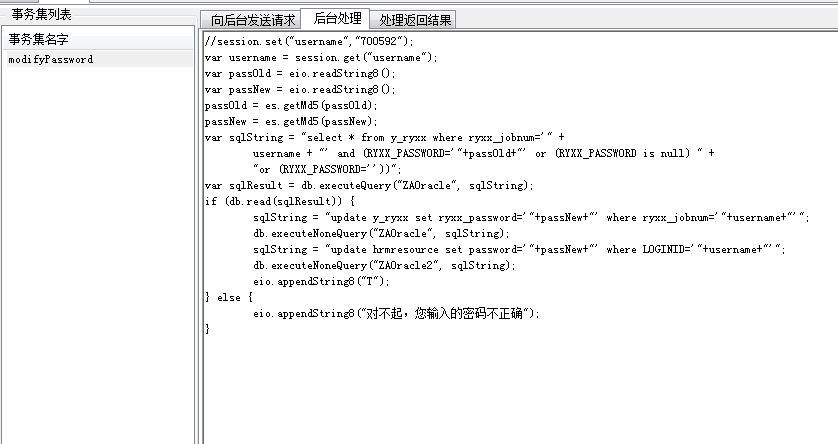 事务集列表
事务集名字
modifyPassword
向后台发送请求 后台处理 处理返回结果
//session.set("username","700592");
var username = session.get("username");
var passOld = eio.readString8();
var passNew = eio.readString8();
passOld = es.getMd5(passOld);
passNew = es.getMd5(passNew);
var sqlString = "select * from y_ryxx where ryxx_jobnum='" +
username + "' and (RYXX_PASSWORD='"+passOld+"' or (RYXX_PASSWORD is null) " +
"or (RYXX_PASSWORD=''))";
var sqlResult = db.executeQuery("ZAOracle", sqlString);
if (db.read(sqlResult)) {
sqlString = "update y_ryxx set ryxx_password='"+passNew+"' where ryxx_jobnum='"+username+"'";
db.executeNoneQuery("ZAOracle", sqlString);
sqlString = "update hrmresource set password='"+passNew+"' where LOGINID='"+username+"'";
db.executeNoneQuery("ZAOracle2", sqlString);
eio.appendString8("T");
} else {
eio.appendString8("对不起，您输入的密码不正确");
}